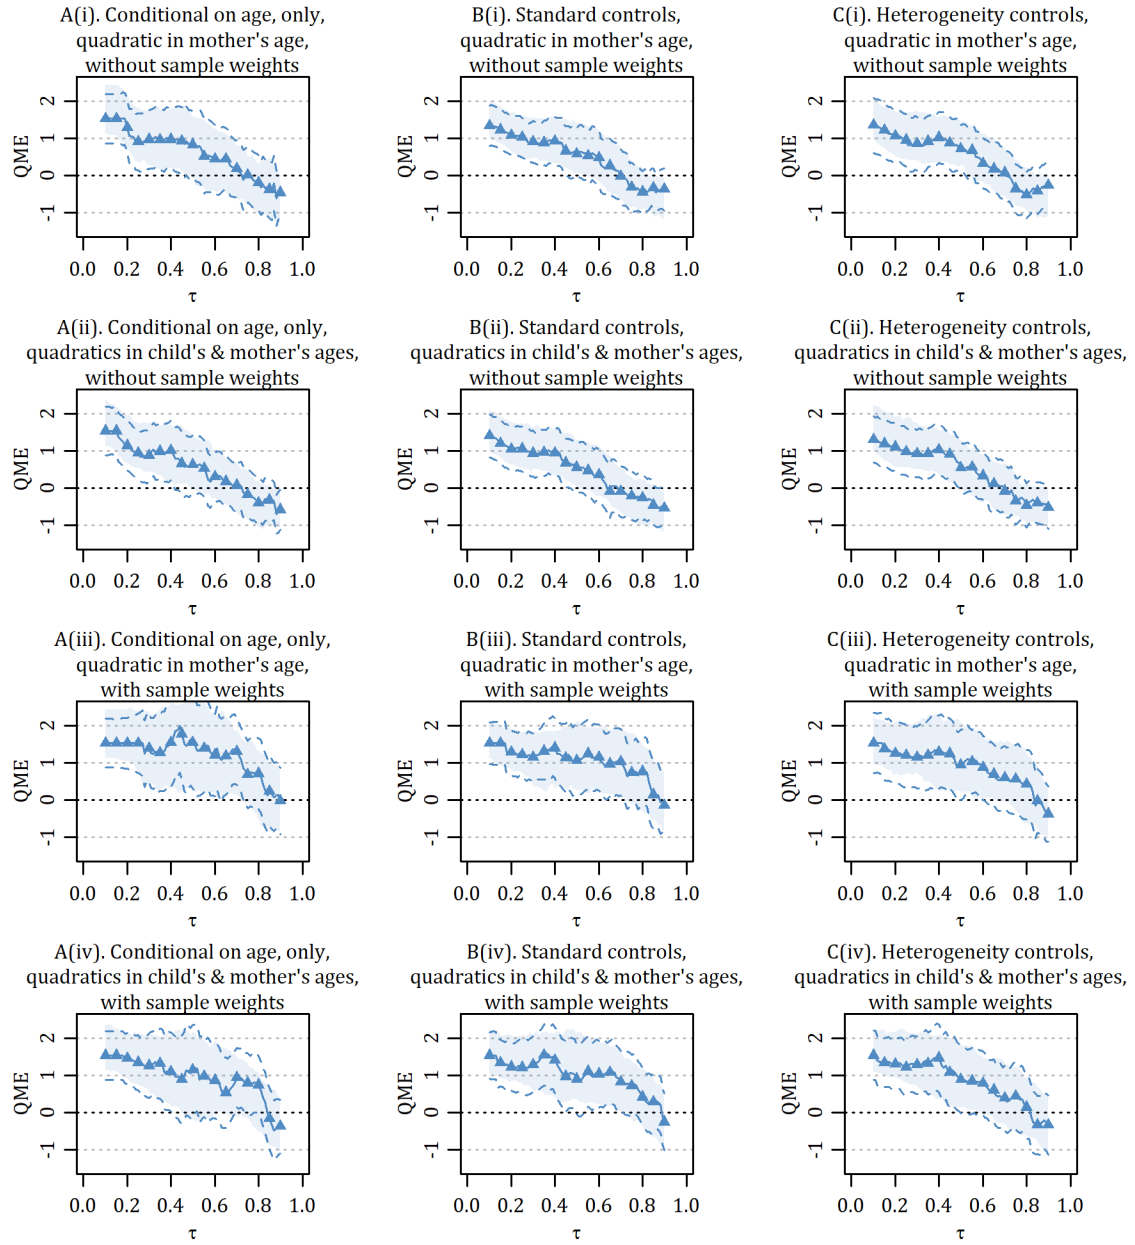 A(i). Conditional on age, only,
quadratic in mother's age,
without sample weights
QME
2
1
0
-1
0.0 0.2 0.4 0.6 0.8 1.0
τ
B(i). Standard controls,
quadratic in mother's age,
without sample weights
QME
2
1
0
-1
0.0 0.2 0.4 0.6 0.8 1.0
τ
C(i). Heterogeneity controls,
quadratic in mother's age,
without sample weights
QME
2
1
0
-1
0.0 0.2 0.4 0.6 0.8 1.0
τ
A(ii). Conditional on age, only,
quadratics in child's & mother's ages,
without sample weights
QME
2
1
0
-1
0.0 0.2 0.4 0.6 0.8 1.0
τ
B(ii). Standard controls,
quadratics in child's & mother's ages,
without sample weights
QME
2
1
0
-1
0.0 0.2 0.4 0.6 0.8 1.0
τ
C(ii). Heterogeneity controls,
quadratics in child's & mother's ages,
without sample weights
QME
2
1
0
-1
0.0 0.2 0.4 0.6 0.8 1.0
τ
A(iii). Conditional on age, only,
quadratic in mother's age,
with sample weights
QME
2
1
0
-1
0.0 0.2 0.4 0.6 0.8 1.0
τ
B(iii). Standard controls,
quadratic in mother's age,
with sample weights
QME
2
1
0
-1
0.0 0.2 0.4 0.6 0.8 1.0
τ
C(iii). Heterogeneity controls,
quadratic in mother's age,
with sample weights
QME
2
1
0
-1
0.0 0.2 0.4 0.6 0.8 1.0
τ
A(iv). Conditional on age, only,
quadratics in child's & mother's ages,
with sample weights
QME
2
1
0
-1
0.0 0.2 0.4 0.6 0.8 1.0
τ
B(iv). Standard controls,
quadratics in child's & mother's ages,
with sample weights
QME
2
1
0
-1
0.0 0.2 0.4 0.6 0.8 1.0
τ
C(iv). Heterogeneity controls,
quadratics in child's & mother's ages,
with sample weights
QME
2
1
0
-1
0.0 0.2 0.4 0.6 0.8 1.0
τ